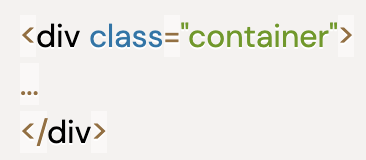 <div class="container">
...
</div>